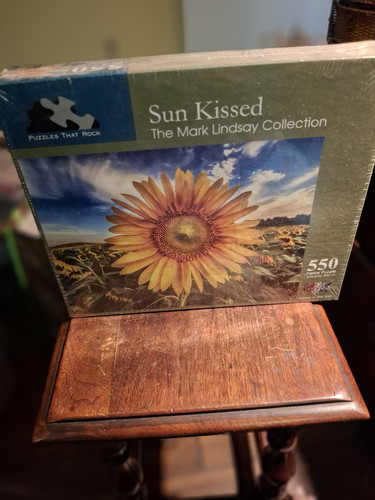 Sun Kissed
The Mark Lindsay Collection
PUZZLES THAT ROCK
550